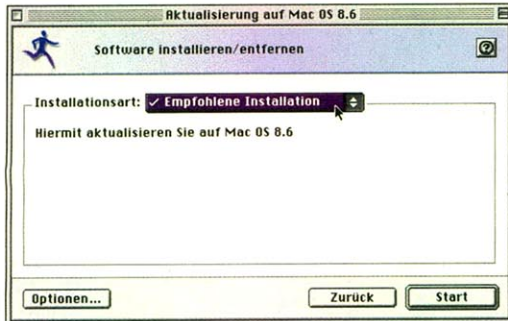 Aktualisierung auf Mac OS 8.6
Software installieren/entfernen
?
Installationsart: ✓ Empfohlene Installation
Hiermit aktualisieren Sie auf Mac OS 8.6
Optionen...
Zurück
Start